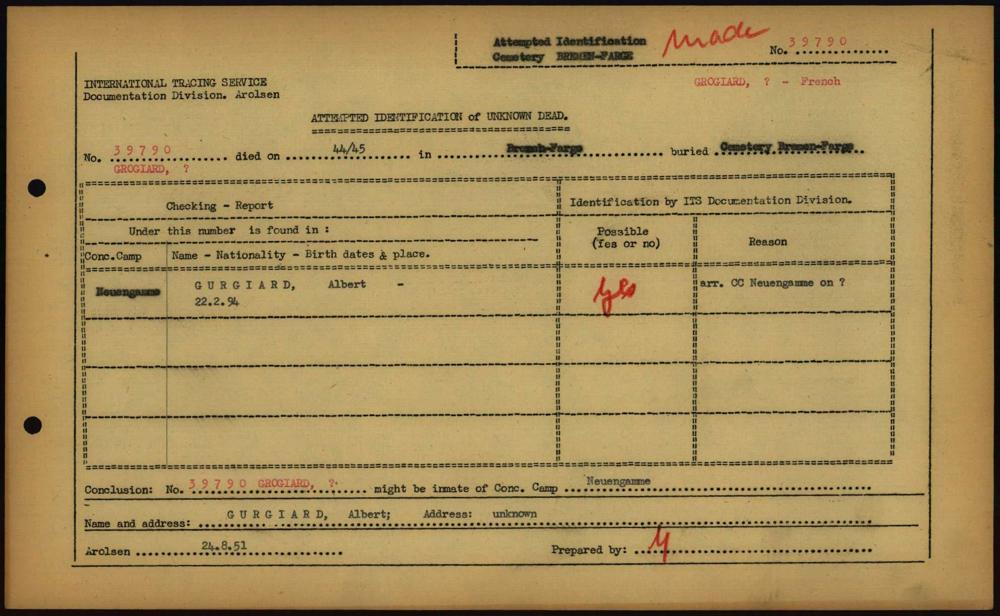 Attempted Identification
Cemetery BREMEN-FARGE
made
No. 39790
INTERNATIONAL TRACING SERVICE
Documentation Division. Arolsen
GROGIARD, ? - French
ATTEMPTED IDENTIFICATION of UNKNOWN DEAD.
No. 39790 died on 44/45 in Bremen-Farge buried Cemetery Bremen-Farge
GROGIARD, ?
Checking - Report
Identification by ITS Documentation Division.
Under this number is found in :
Possible
(Yes or no)
Reason
Conc.Camp
Name - Nationality - Birth dates & place.
Neuengamme
GURGIARD, Albert -
22.2.94
yes
arr. CC Neuengamme on ?
Conclusion: No. 39790 GROGIARD, ? might be inmate of Conc. Camp Neuengamme
Name and address: GURGIARD, Albert; Address: unknown
Arolsen 24.8.51
Prepared by: